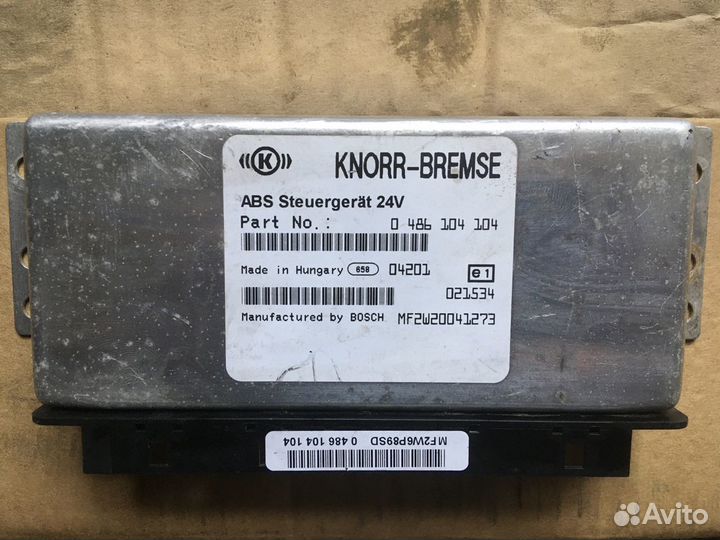 K KNORR-BREMSE
ABS Steuergerät 24V
Part No.: 0 486 104 104
Made in Hungary 658 04201 e1
021534
Manufactured by BOSCH MF2W20041273
MF2W6P89SD 0 486 104 104
Avito